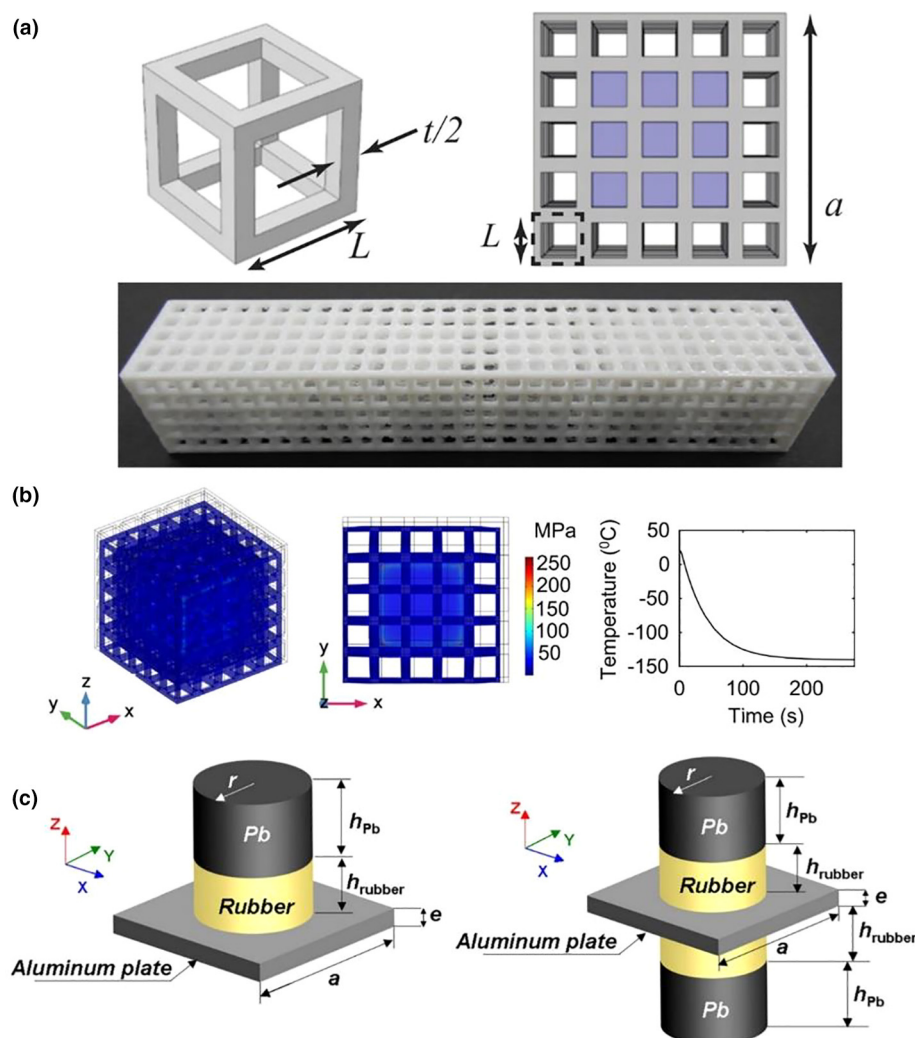 (a)
t/2
L
L
a
(b)
z
y
x
y
z
x
MPa
250
200
150
100
50
Temperature (⁰C)
50
0
-50
-100
-150
0
100
200
Time (s)
(c)
Z
Y
X
r
Pb
h_Pb
Rubber
h_rubber
e
Aluminum plate
a
Z
Y
X
r
Pb
h_Pb
Rubber
h_rubber
e
h_rubber
Aluminum plate
a
Pb
h_Pb